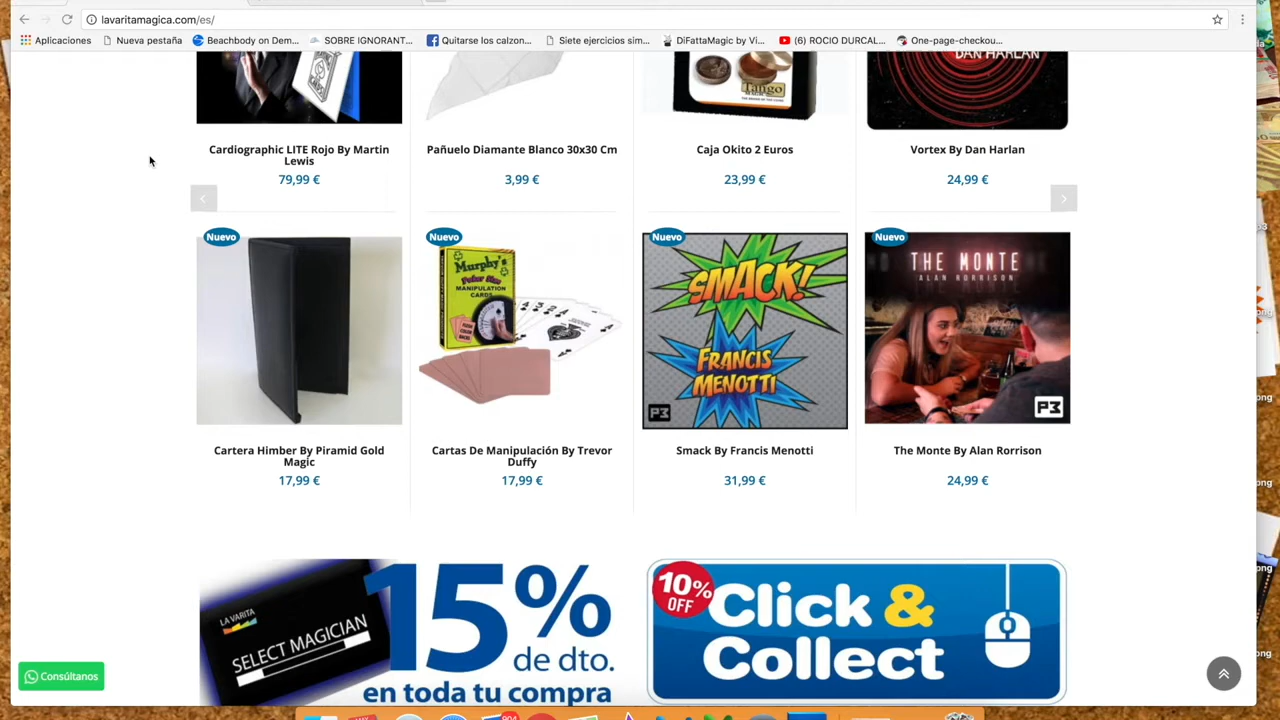 lavaritamagica.com/es/
Aplicaciones
Nueva pestaña
Beachbody on Dem...
SOBRE IGNORANT...
Quitarse los calzon...
Siete ejercicios sim...
DiFattaMagic by Vi...
(6) ROCIO DURCAL...
One-page-checkou...
Tango
DAN HARLAN
Cardiographic LITE Rojo By Martin
Lewis
79,99 €
Pañuelo Diamante Blanco 30x30 Cm
3,99 €
Caja Okito 2 Euros
23,99 €
Vortex By Dan Harlan
24,99 €
Nuevo
Nuevo
Murphy's
Poker Size
MANIPULATION
CARDS
Nuevo
SMACK!
FRANCIS
MENOTTI
P3
Nuevo
THE MONTE
ALAN RORRISON
P3
Cartera Himber By Piramid Gold
Magic
17,99 €
Cartas De Manipulación By Trevor
Duffy
17,99 €
Smack By Francis Menotti
31,99 €
The Monte By Alan Rorrison
24,99 €
LA VARITA
SELECT MAGICIAN
15%
de dto.
en toda tu compra
10%
OFF
Click &
Collect
Consúltanos
904